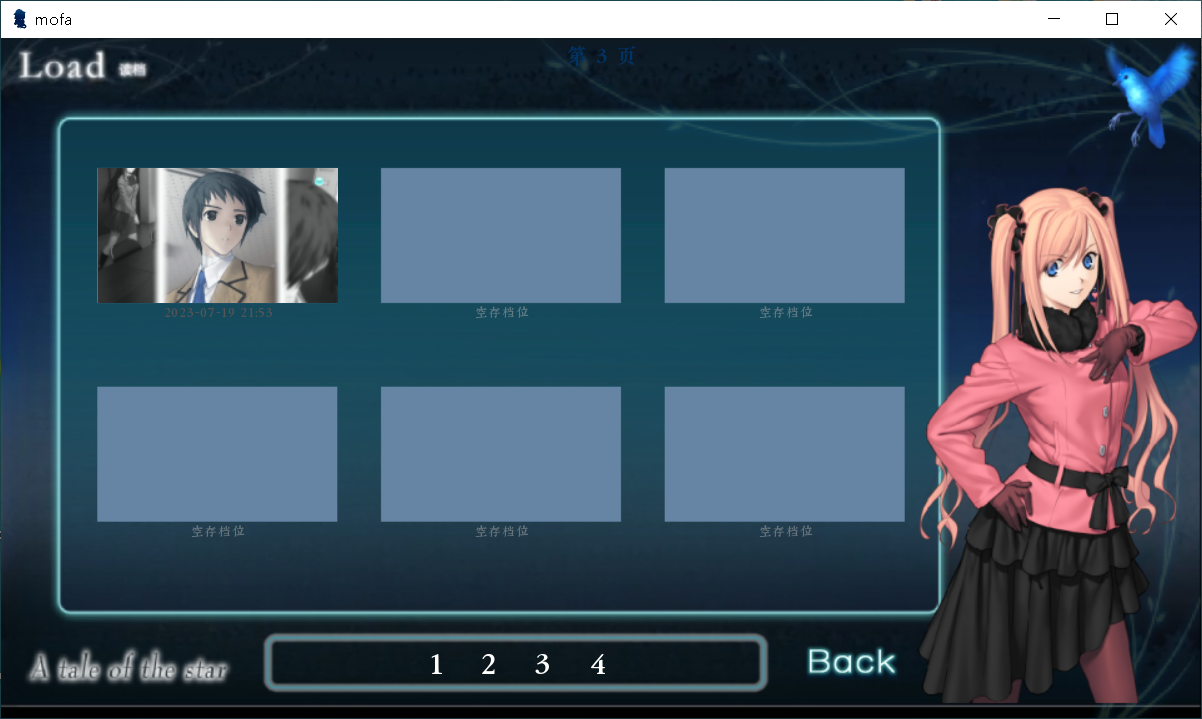 mofa
Load 读档
第 3 页
2023-07-19 21:53
空存档位
空存档位
空存档位
空存档位
空存档位
A tale of the star
1 2 3 4
Back